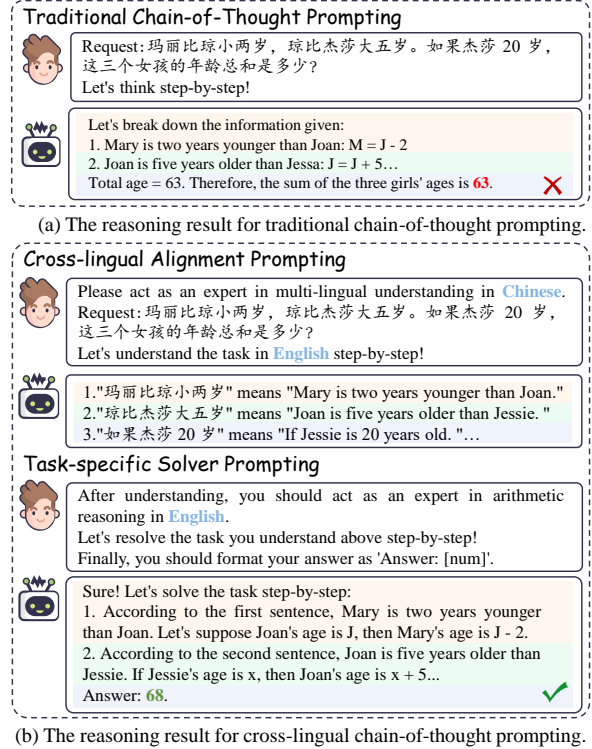 Traditional Chain-of-Thought Prompting
Request:玛丽比琼小两岁，琼比杰莎大五岁。如果杰莎 20 岁，
这三个女孩的年龄总和是多少?
Let's think step-by-step!
Let's break down the information given:
1. Mary is two years younger than Joan: M = J - 2
2. Joan is five years older than Jessa: J = J + 5…
Total age = 63. Therefore, the sum of the three girls' ages is 63.
(a) The reasoning result for traditional chain-of-thought prompting.
Cross-lingual Alignment Prompting
Please act as an expert in multi-lingual understanding in Chinese.
Request:玛丽比琼小两岁，琼比杰莎大五岁。如果杰莎 20 岁，
这三个女孩的年龄总和是多少?
Let's understand the task in English step-by-step!
1."玛丽比琼小两岁" means "Mary is two years younger than Joan."
2."琼比杰莎大五岁" means "Joan is five years older than Jessie. "
3."如果杰莎 20 岁" means "If Jessie is 20 years old. "…
Task-specific Solver Prompting
After understanding, you should act as an expert in arithmetic
reasoning in English.
Let's resolve the task you understand above step-by-step!
Finally, you should format your answer as 'Answer: [num]'.
Sure! Let's solve the task step-by-step:
1. According to the first sentence, Mary is two years younger
than Joan. Let's suppose Joan's age is J, then Mary's age is J - 2.
2. According to the second sentence, Joan is five years older than
Jessie. If Jessie's age is x, then Joan's age is x + 5...
Answer: 68.
(b) The reasoning result for cross-lingual chain-of-thought prompting.